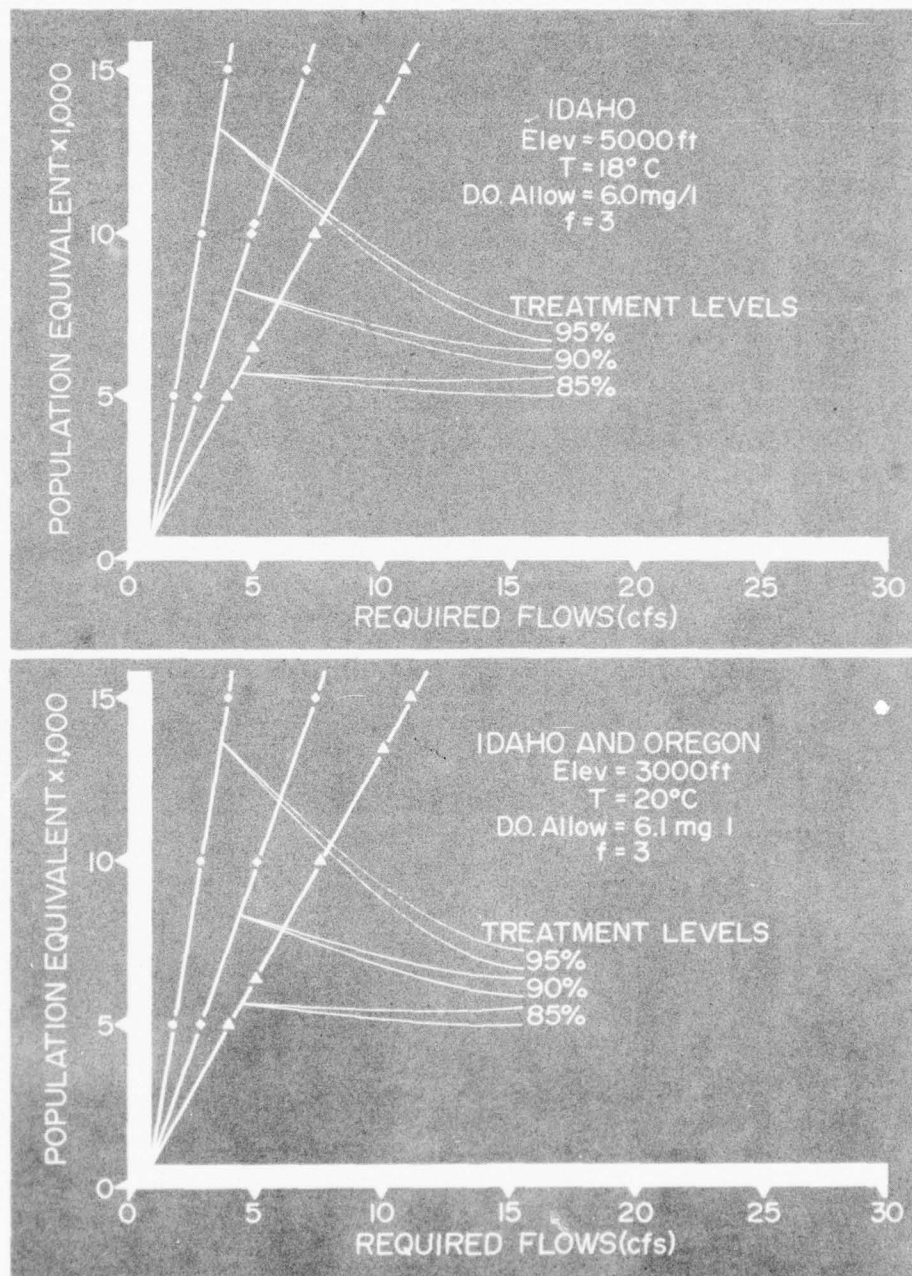 POPULATION EQUIVALENT×1,000
15
10
5
0
IDAHO
Elev = 5000 ft
T = 18° C
D.O. Allow = 6.0 mg/l
f = 3
TREATMENT LEVELS
95%
90%
85%
0 5 10 15 20 25 30
REQUIRED FLOWS (cfs)
POPULATION EQUIVALENT×1,000
15
10
5
0
IDAHO AND OREGON
Elev = 3000 ft
T = 20°C
D.O. Allow = 6.1 mg l
f = 3
TREATMENT LEVELS
95%
90%
85%
0 5 10 15 20 25 30
REQUIRED FLOWS (cfs)